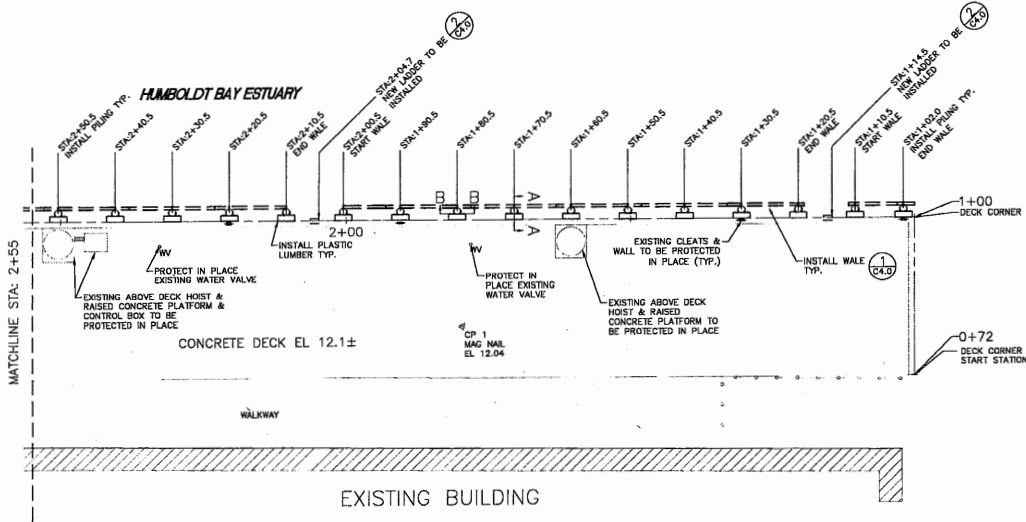 HUMBOLDT BAY ESTUARY
STA:2+50.5
INSTALL PILING TYP.
STA:2+40.5
STA:2+30.5
STA:2+20.5
STA:2+10.5
END WALE
STA:2+04.7
NEW LADDER TO BE
INSTALLED
2
C4.0
STA:2+00.5
START WALE
STA:1+90.5
STA:1+80.5
STA:1+70.5
STA:1+60.5
STA:1+50.5
STA:1+40.5
STA:1+30.5
STA:1+20.5
END WALE
STA:1+14.5
NEW LADDER TO BE
INSTALLED
2
C4.0
STA:1+10.5
START WALE
STA:1+02.0
INSTALL PILING TYP.
END WALE
B B
A
A
1+00
DECK CORNER
2+00
MATCHLINE STA: 2+55
WV
PROTECT IN PLACE
EXISTING WATER VALVE
INSTALL PLASTIC
LUMBER TYP.
WV
PROTECT IN
PLACE EXISTING
WATER VALVE
EXISTING CLEATS &
WALL TO BE PROTECTED
IN PLACE (TYP.)
INSTALL WALE
TYP.
1
C4.0
EXISTING ABOVE DECK HOIST &
RAISED CONCRETE PLATFORM &
CONTROL BOX TO BE
PROTECTED IN PLACE
EXISTING ABOVE DECK
HOIST & RAISED
CONCRETE PLATFORM TO
BE PROTECTED IN PLACE
CONCRETE DECK EL 12.1±
CP 1
MAG NAIL
EL 12.04
0+72
DECK CORNER
START STATION
WALKWAY
EXISTING BUILDING